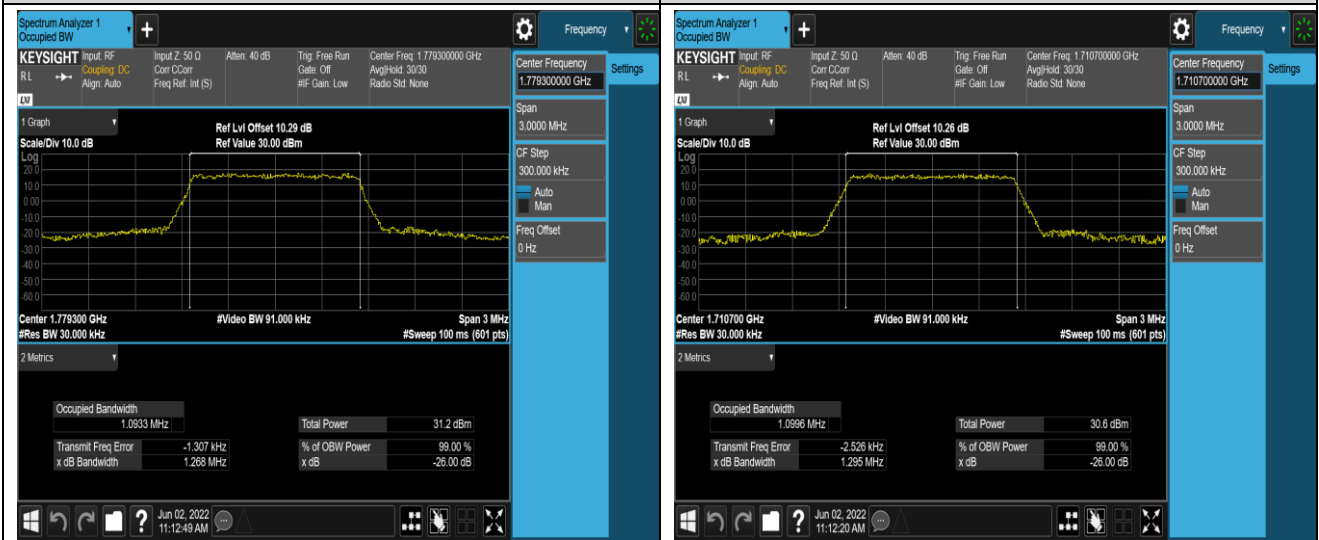 Spectrum Analyzer 1
Occupied BW
+
Frequency
KEYSIGHT Input: RF Input Z: 50 Ω Atten: 40 dB Trig: Free Run Center Freq: 1.779300000 GHz
Coupling: DC Corr CCorr Gate: Off Avg|Hold: 30/30
RL Align: Auto Freq Ref: Int (S) #IF Gain: Low Radio Std: None
LXI
Center Frequency
1.779300000 GHz
Settings
Span
3.0000 MHz
CF Step
300.000 kHz
Auto
Man
Freq Offset
0 Hz
1 Graph
Ref Lvl Offset 10.29 dB
Scale/Div 10.0 dB Ref Value 30.00 dBm
Log
20.0
10.0
0.00
-10.0
-20.0
-30.0
-40.0
-50.0
-60.0
Center 1.779300 GHz #Video BW 91.000 kHz Span 3 MHz
#Res BW 30.000 kHz #Sweep 100 ms (601 pts)
2 Metrics
Occupied Bandwidth
1.0933 MHz Total Power 31.2 dBm
Transmit Freq Error -1.307 kHz % of OBW Power 99.00 %
x dB Bandwidth 1.268 MHz x dB -26.00 dB
? Jun 02, 2022
11:12:49 AM
Spectrum Analyzer 1
Occupied BW
+
Frequency
KEYSIGHT Input: RF Input Z: 50 Ω Atten: 40 dB Trig: Free Run Center Freq: 1.710700000 GHz
Coupling: DC Corr CCorr Gate: Off Avg|Hold: 30/30
RL Align: Auto Freq Ref: Int (S) #IF Gain: Low Radio Std: None
LXI
Center Frequency
1.710700000 GHz
Settings
Span
3.0000 MHz
CF Step
300.000 kHz
Auto
Man
Freq Offset
0 Hz
1 Graph
Ref Lvl Offset 10.26 dB
Scale/Div 10.0 dB Ref Value 30.00 dBm
Log
20.0
10.0
0.00
-10.0
-20.0
-30.0
-40.0
-50.0
-60.0
Center 1.710700 GHz #Video BW 91.000 kHz Span 3 MHz
#Res BW 30.000 kHz #Sweep 100 ms (601 pts)
2 Metrics
Occupied Bandwidth
1.0996 MHz Total Power 30.6 dBm
Transmit Freq Error -2.526 kHz % of OBW Power 99.00 %
x dB Bandwidth 1.295 MHz x dB -26.00 dB
? Jun 02, 2022
11:12:20 AM